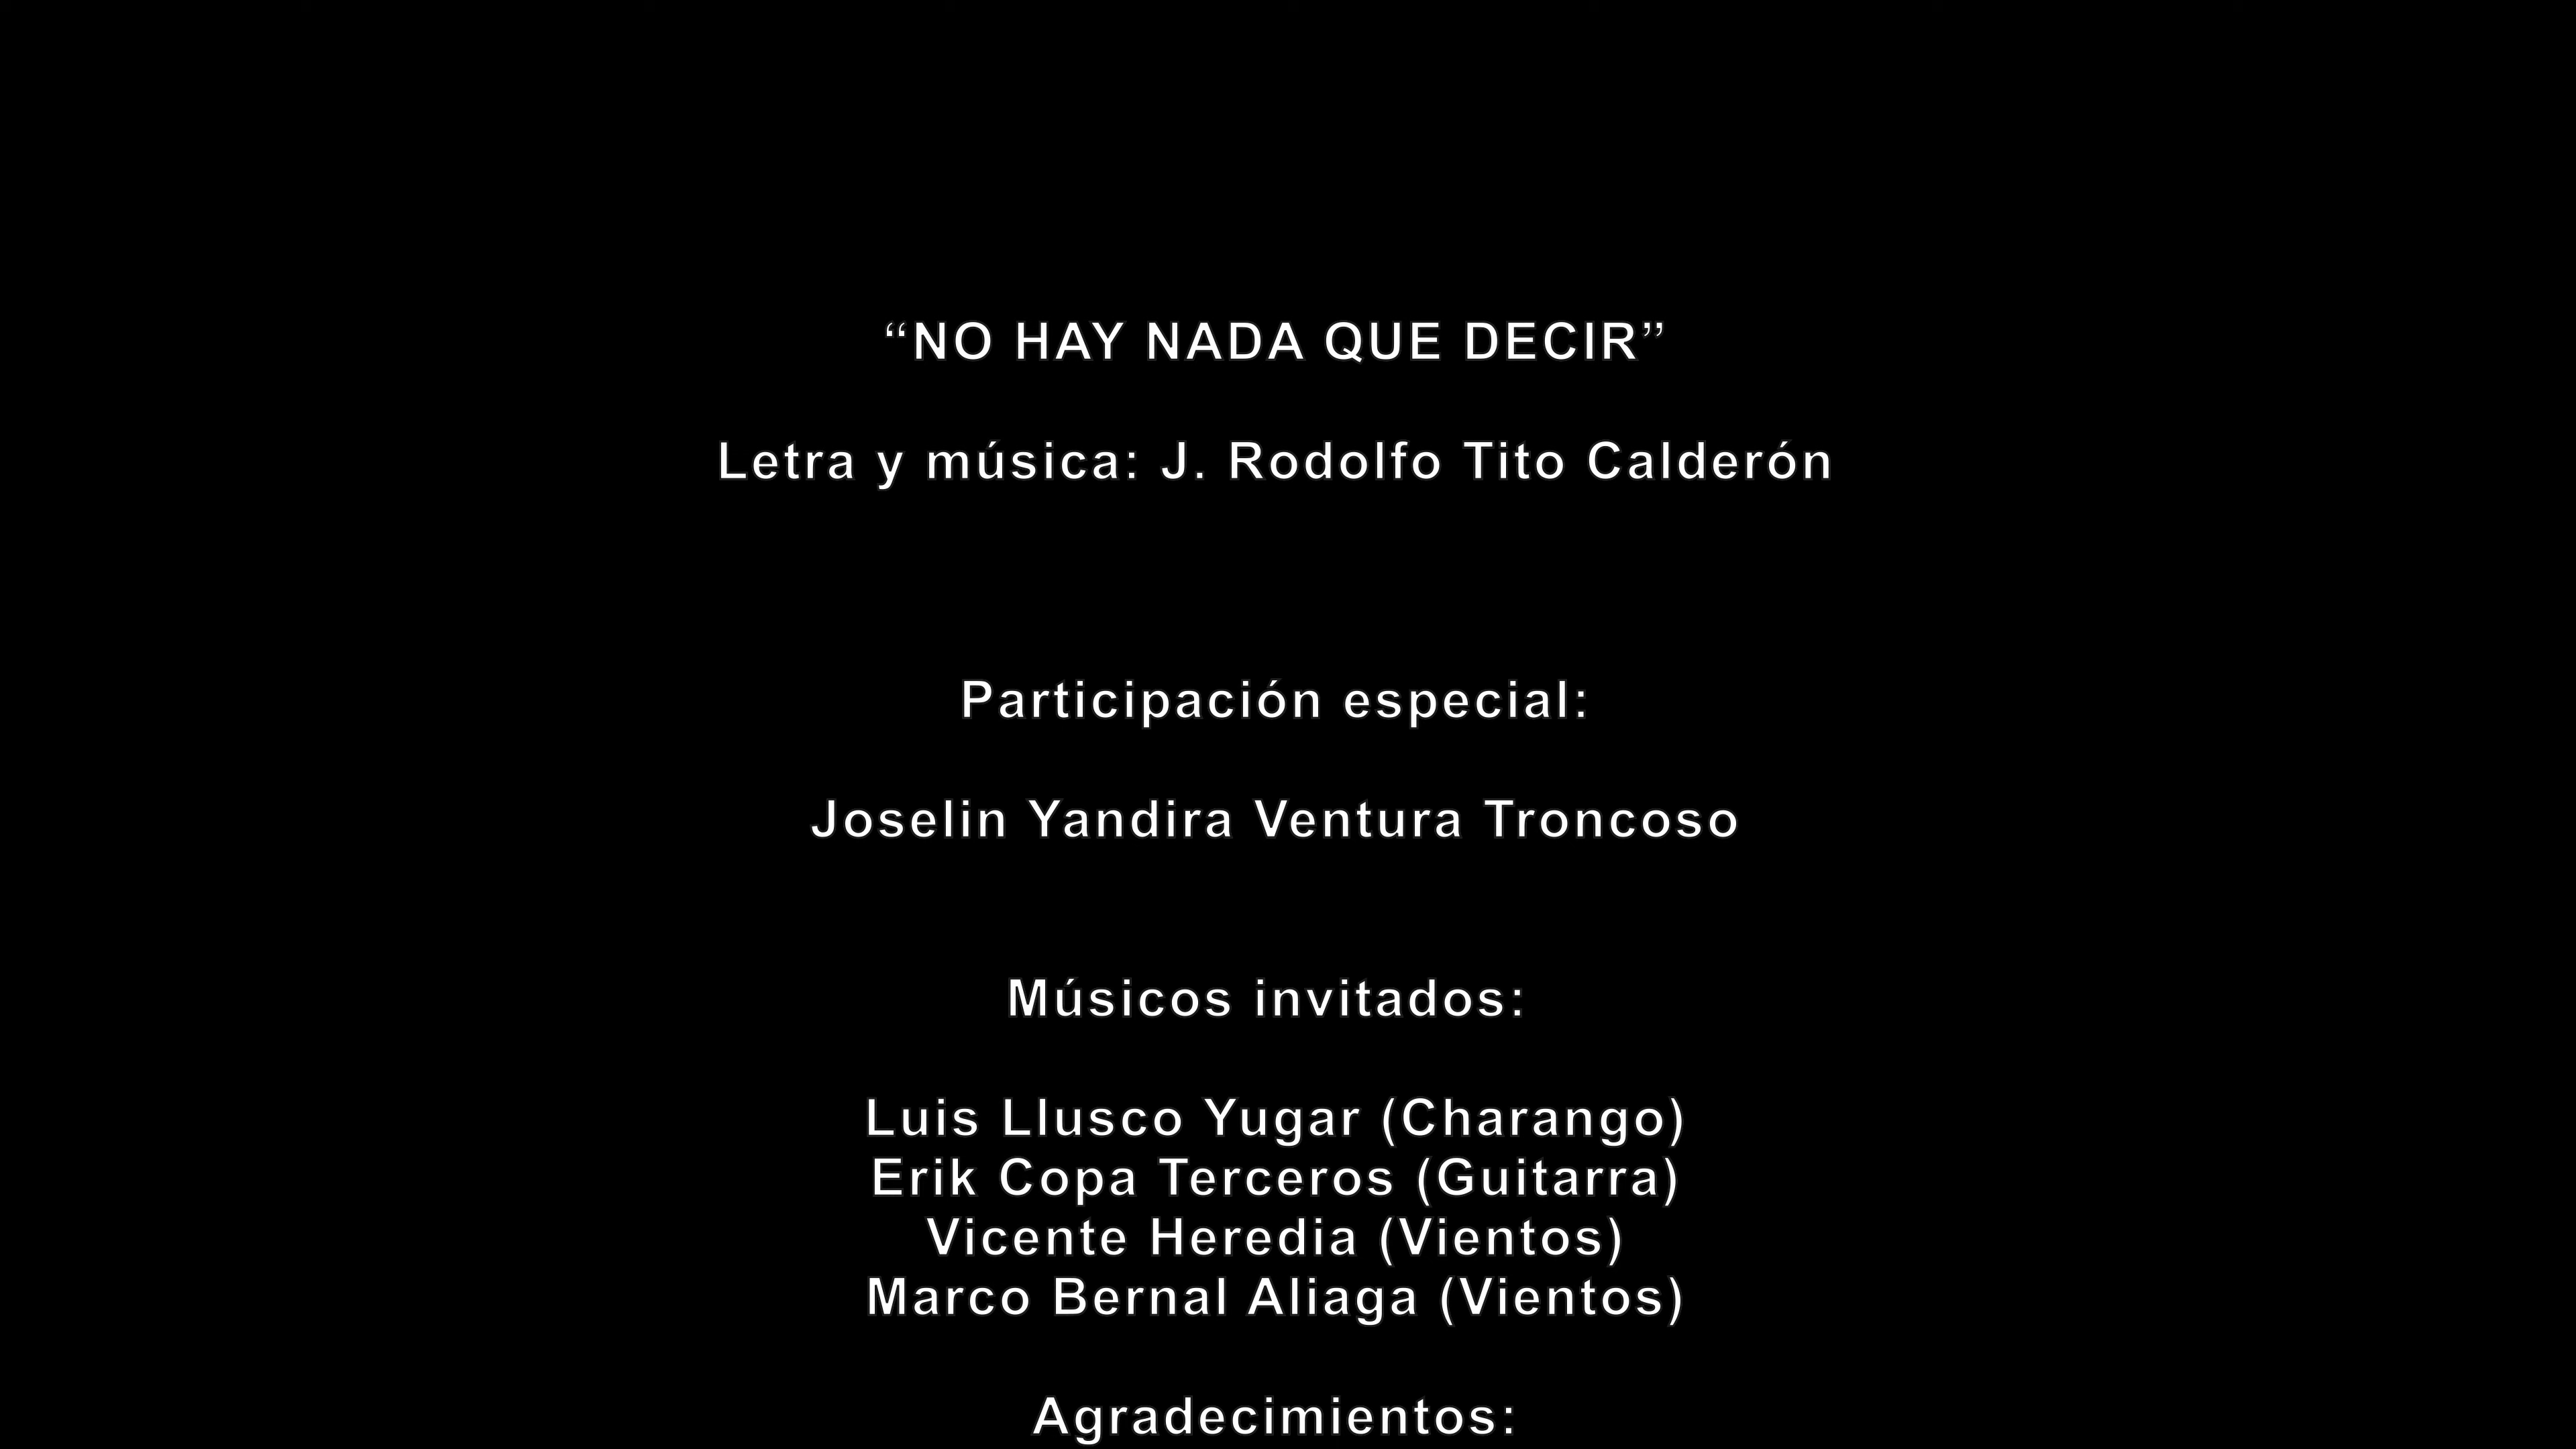 “NO HAY NADA QUE DECIR”
Letra y música: J. Rodolfo Tito Calderón
Participación especial:
Joselin Yandira Ventura Troncoso
Músicos invitados:
Luis Llusco Yugar (Charango)
Erik Copa Terceros (Guitarra)
Vicente Heredia (Vientos)
Marco Bernal Aliaga (Vientos)
Agradecimientos: